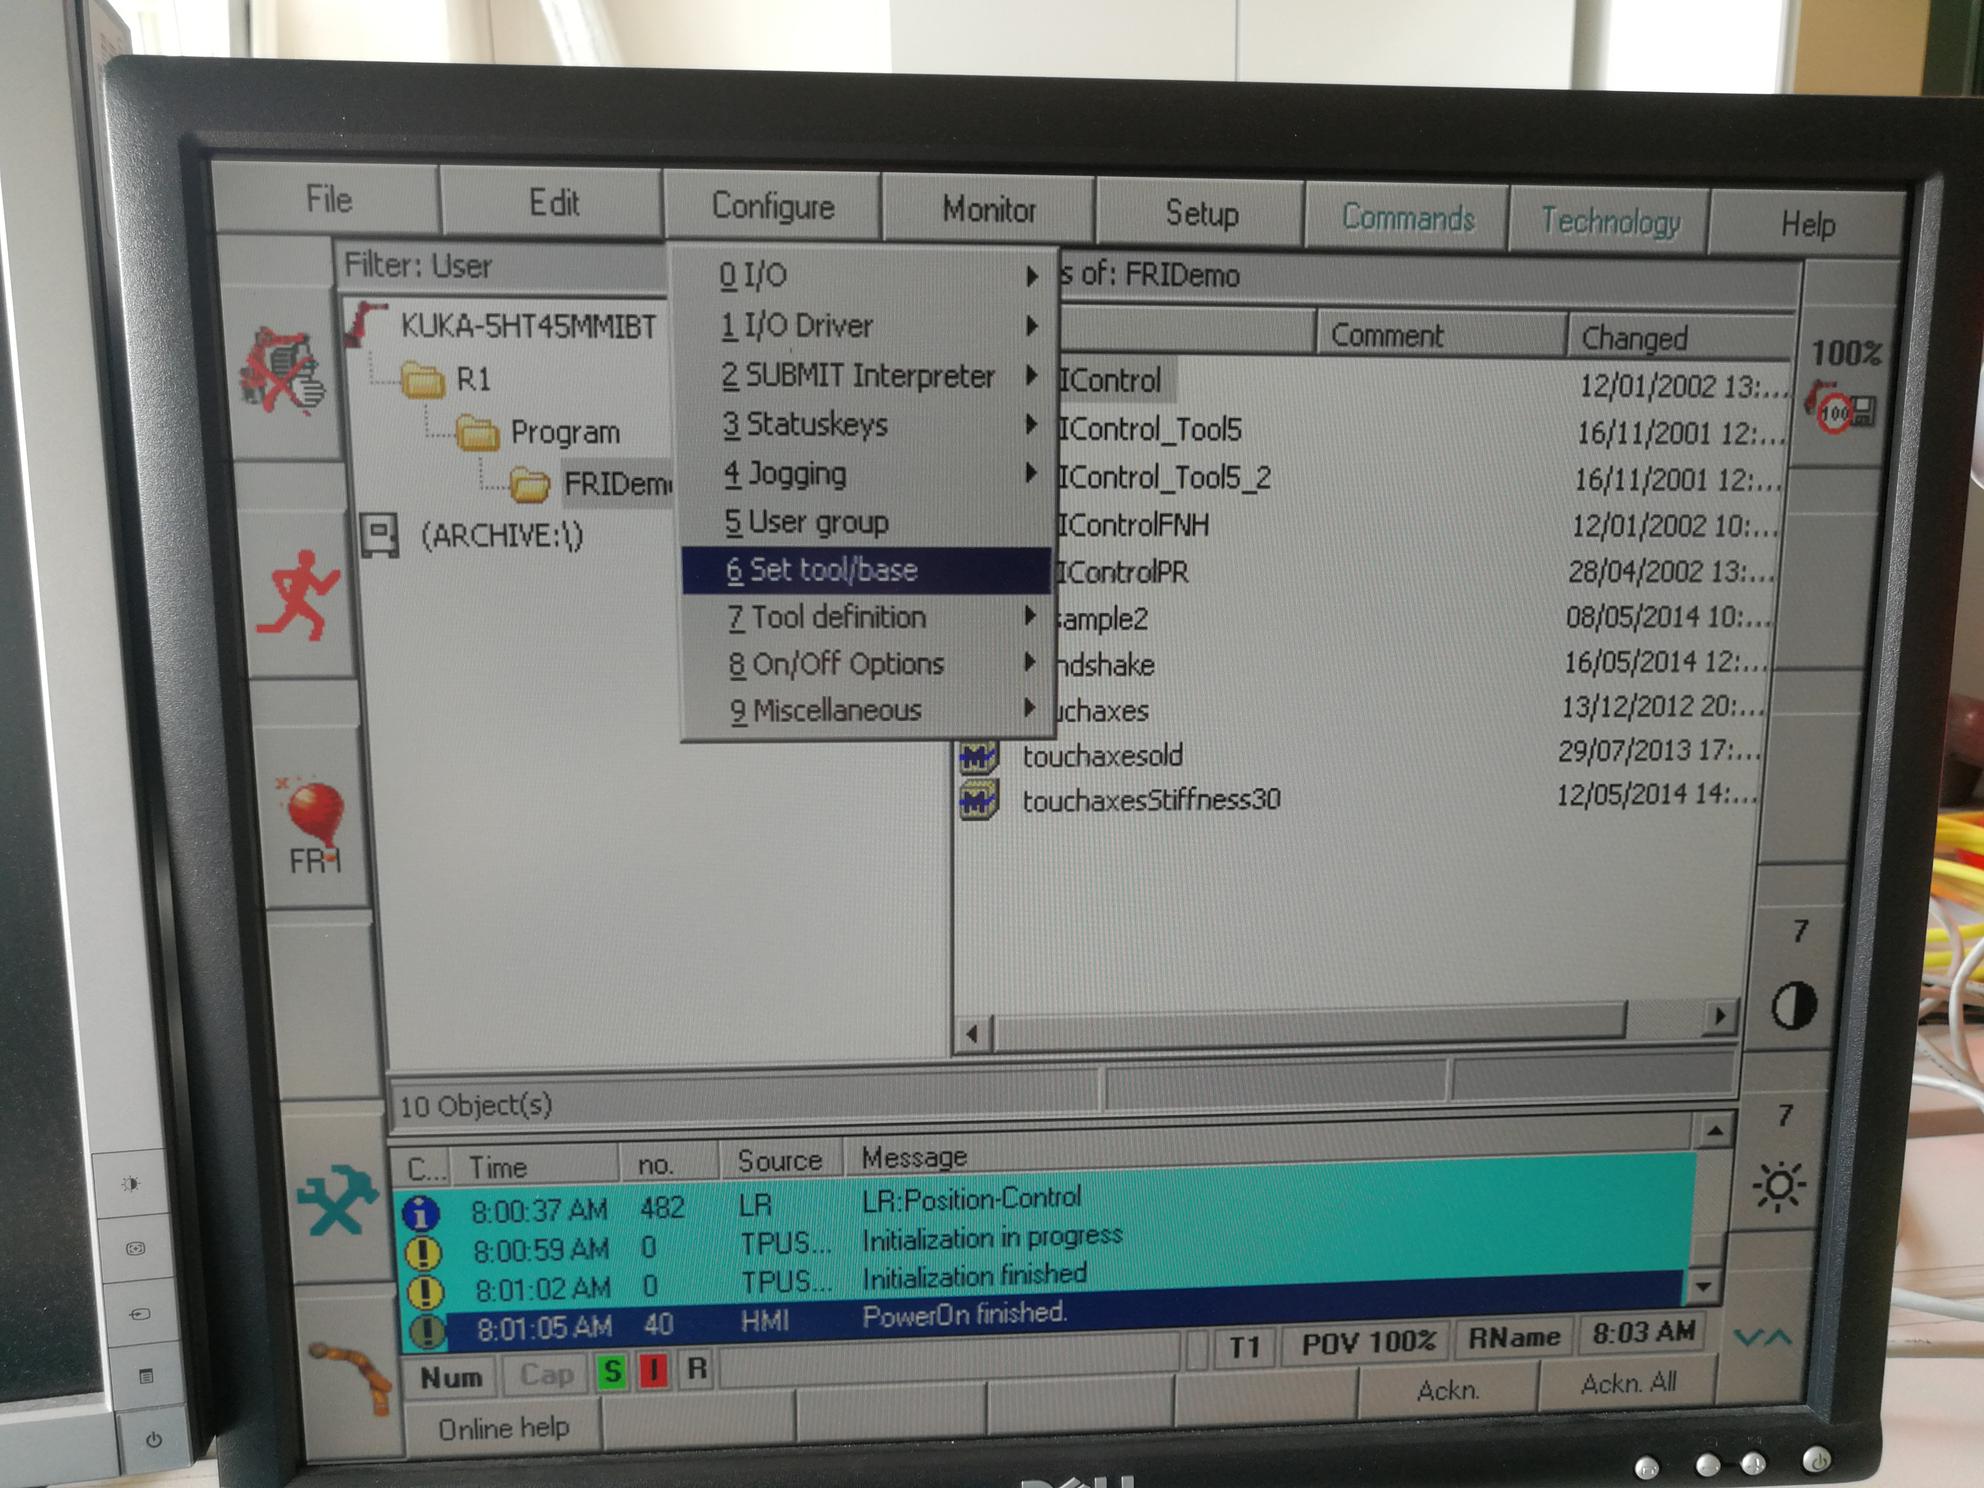 File Edit Configure Monitor Setup Commands Technology Help
Filter: User
s of: FRIDemo
KUKA-5HT45MMIBT
R1
Program
FRIDem
(ARCHIVE:\)
0 I/O
1 I/O Driver
2 SUBMIT Interpreter
3 Statuskeys
4 Jogging
5 User group
6 Set tool/base
7 Tool definition
8 On/Off Options
9 Miscellaneous
Comment Changed
IControl 12/01/2002 13:...
IControl_Tool5 16/11/2001 12:...
IControl_Tool5_2 16/11/2001 12:...
IControlFNH 12/01/2002 10:...
IControlPR 28/04/2002 13:...
ample2 08/05/2014 10:...
ndshake 16/05/2014 12:...
uchaxes 13/12/2012 20:...
touchaxesold 29/07/2013 17:...
touchaxesStiffness30 12/05/2014 14:...
100%
100
FRI
7
7
10 Object(s)
C... Time no. Source Message
8:00:37 AM 482 LR LR:Position-Control
8:00:59 AM 0 TPUS... Initialization in progress
8:01:02 AM 0 TPUS... Initialization finished
8:01:05 AM 40 HMI PowerOn finished.
Num Cap S I R T1 POV 100% RName 8:03 AM
Online help Ackn. Ackn. All
DELL